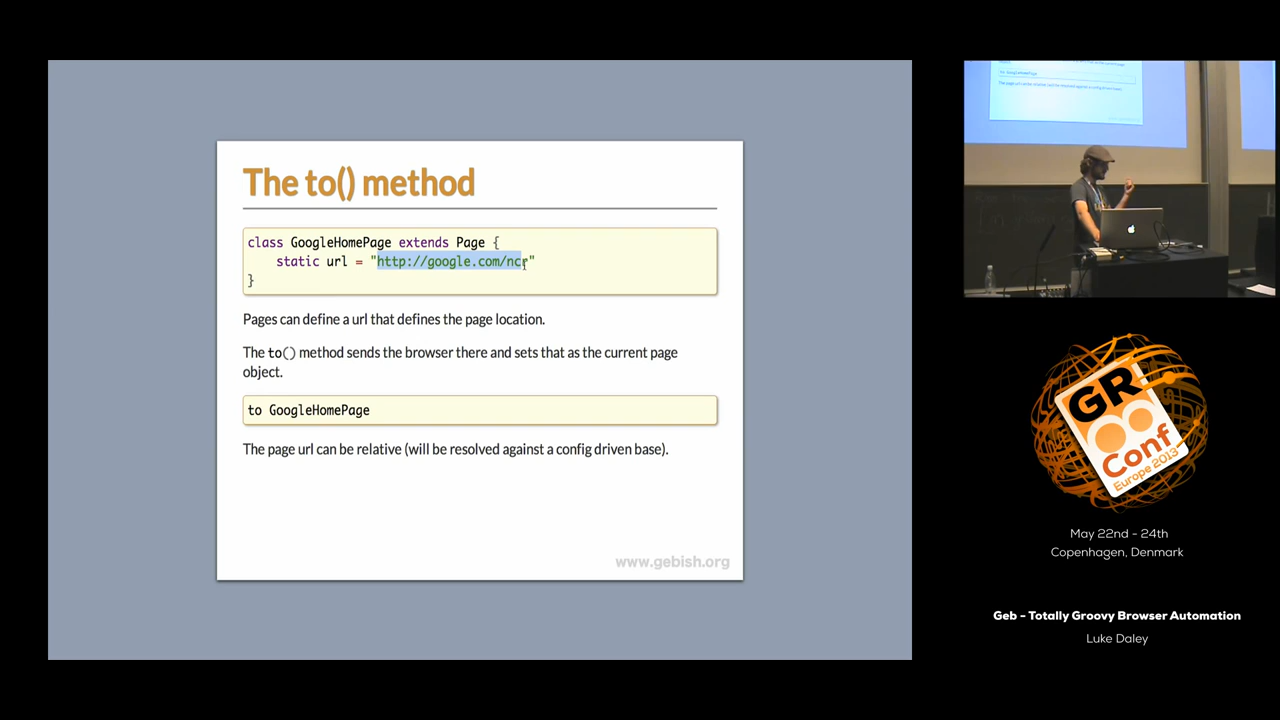 The to() method
class GoogleHomePage extends Page {
static url = "http://google.com/ncr"
}
Pages can define a url that defines the page location.
The to() method sends the browser there and sets that as the current page
object.
to GoogleHomePage
The page url can be relative (will be resolved against a config driven base).
www.gebish.org
GR
Conf
Europe 2013
May 22nd - 24th
Copenhagen, Denmark
Geb - Totally Groovy Browser Automation
Luke Daley